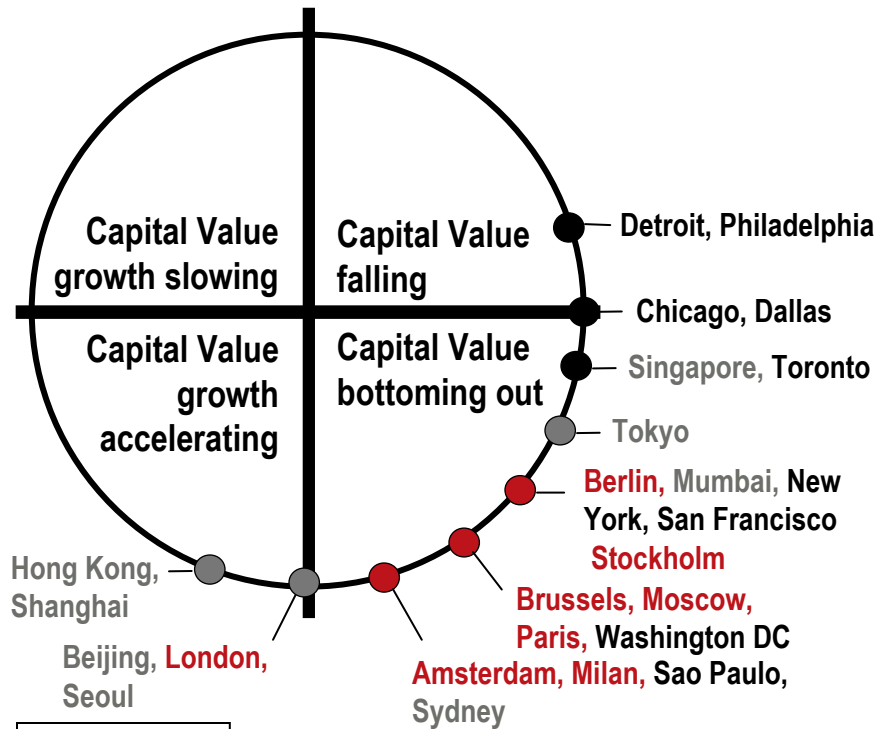 Capital Value
growth slowing
Capital Value
falling
Detroit, Philadelphia
Chicago, Dallas
Capital Value
growth
accelerating
Capital Value
bottoming out
Singapore, Toronto
Tokyo
Berlin, Mumbai, New
York, San Francisco
Stockholm
Brussels, Moscow,
Paris, Washington DC
Amsterdam, Milan, Sao Paulo,
Sydney
Hong Kong,
Shanghai
Beijing, London,
Seoul